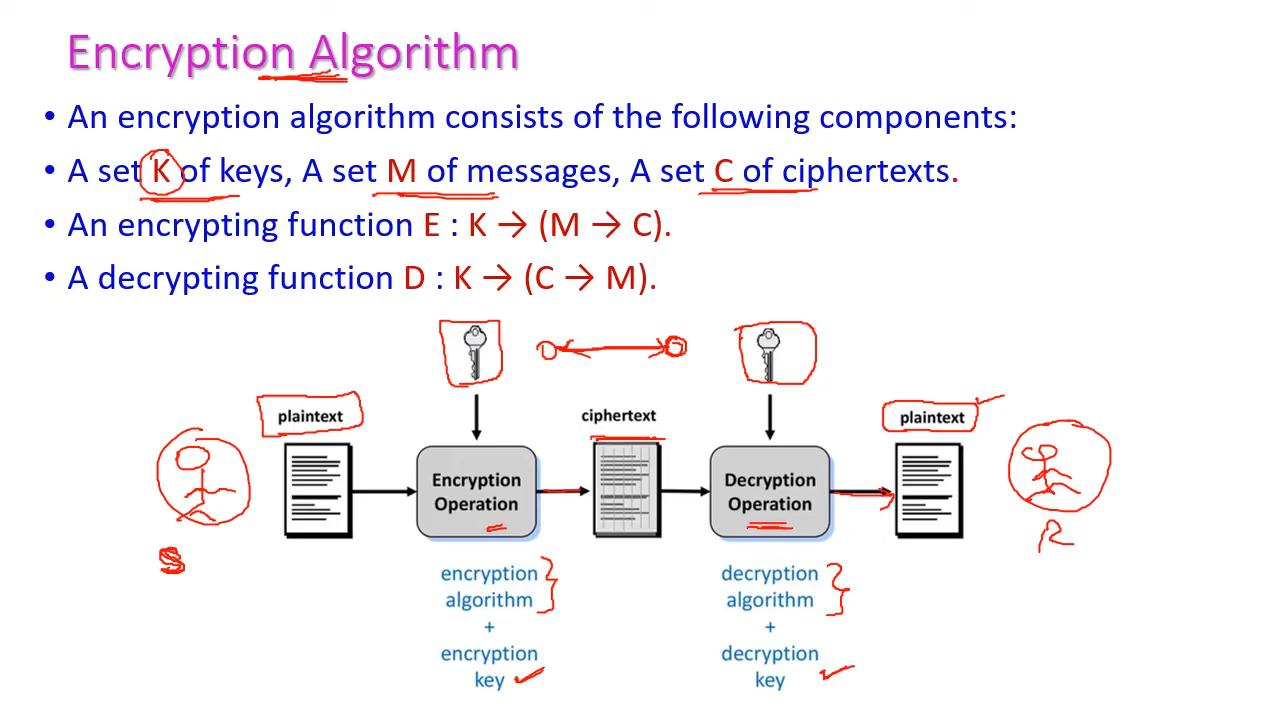 Encryption Algorithm
• An encryption algorithm consists of the following components:
• A set K of keys, A set M of messages, A set C of ciphertexts.
• An encrypting function E : K → (M → C).
• A decrypting function D : K → (C → M).
plaintext
ciphertext
plaintext
Encryption
Operation
Decryption
Operation
S
R
encryption
algorithm
+
encryption
key
decryption
algorithm
+
decryption
key